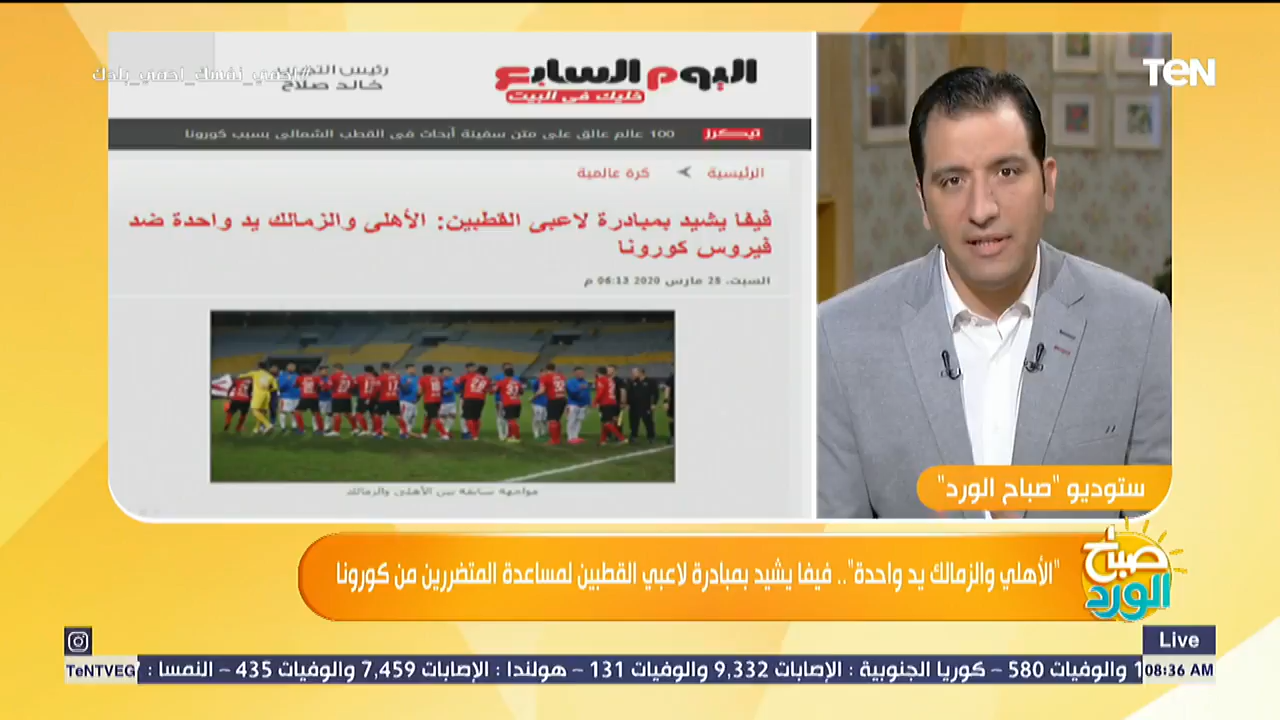 #احمي_نفسك_احمي_بلدك
TEN
رئيس التحرير
خالد صلاح
اليوم السابع
خليك في البيت
تيكرز
100 عالم عالق على متن سفينة أبحاث فى القطب الشمالى بسبب كورونا
الرئيسية
كرة عالمية
فيفا يشيد بمبادرة لاعبى القطبين: الأهلى والزمالك يد واحدة ضد
فيروس كورونا
السبت، 28 مارس 2020 06:13 م
مواجهة سابقة بين الأهلى والزمالك
ستوديو "صباح الورد"
صباح
الورد
"الأهلي والزمالك يد واحدة".. فيفا يشيد بمبادرة لاعبي القطبين لمساعدة المتضررين من كورونا
Live
08:36 AM
TeNTVEG
والوفيات 580 – كوريا الجنوبية : الإصابات 9,332 والوفيات 131 – هولندا : الإصابات 7,459 والوفيات 435 – النمسا :